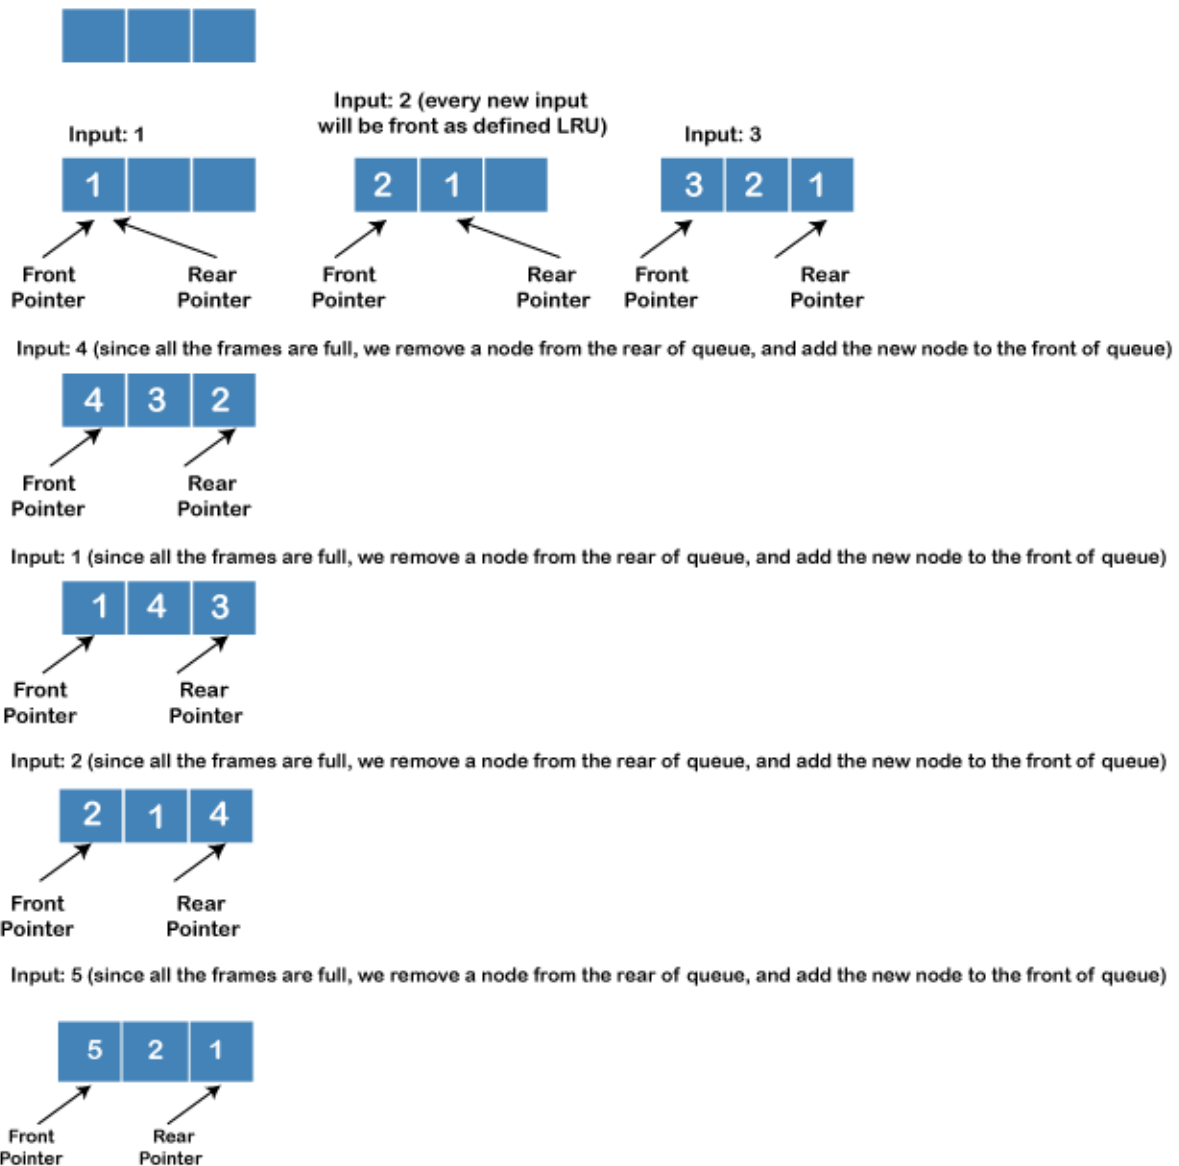 Input: 2 (every new input
will be front as defined LRU)
Input: 1
Input: 3
1
2 1
3 2 1
Front
Pointer
Rear
Pointer
Front
Pointer
Rear
Pointer
Front
Pointer
Rear
Pointer
Input: 4 (since all the frames are full, we remove a node from the rear of queue, and add the new node to the front of queue)
4 3 2
Front
Pointer
Rear
Pointer
Input: 1 (since all the frames are full, we remove a node from the rear of queue, and add the new node to the front of queue)
1 4 3
Front
Pointer
Rear
Pointer
Input: 2 (since all the frames are full, we remove a node from the rear of queue, and add the new node to the front of queue)
2 1 4
Front
Pointer
Rear
Pointer
Input: 5 (since all the frames are full, we remove a node from the rear of queue, and add the new node to the front of queue)
5 2 1
Front
Pointer
Rear
Pointer